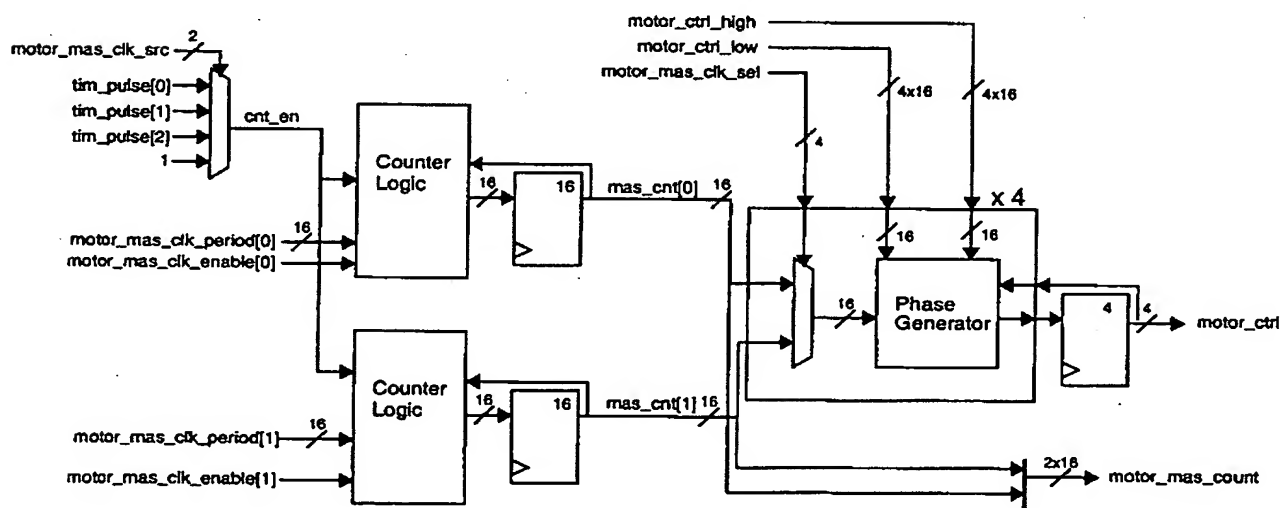 motor_ctrl_high
2
motor_mas_clk_src
motor_ctrl_low
motor_mas_clk_sel
tim_pulse[0]
tim_pulse[1]
tim_pulse[2]
1
cnt_en
4x16
4x16
4
Counter
Logic
16
16
mas_cnt[0]
16
x 4
motor_mas_clk_period[0]
16
motor_mas_clk_enable[0]
16
16
16
Phase
Generator
4
4
motor_ctrl
Counter
Logic
16
16
mas_cnt[1]
16
motor_mas_clk_period[1]
16
motor_mas_clk_enable[1]
2x16
motor_mas_count